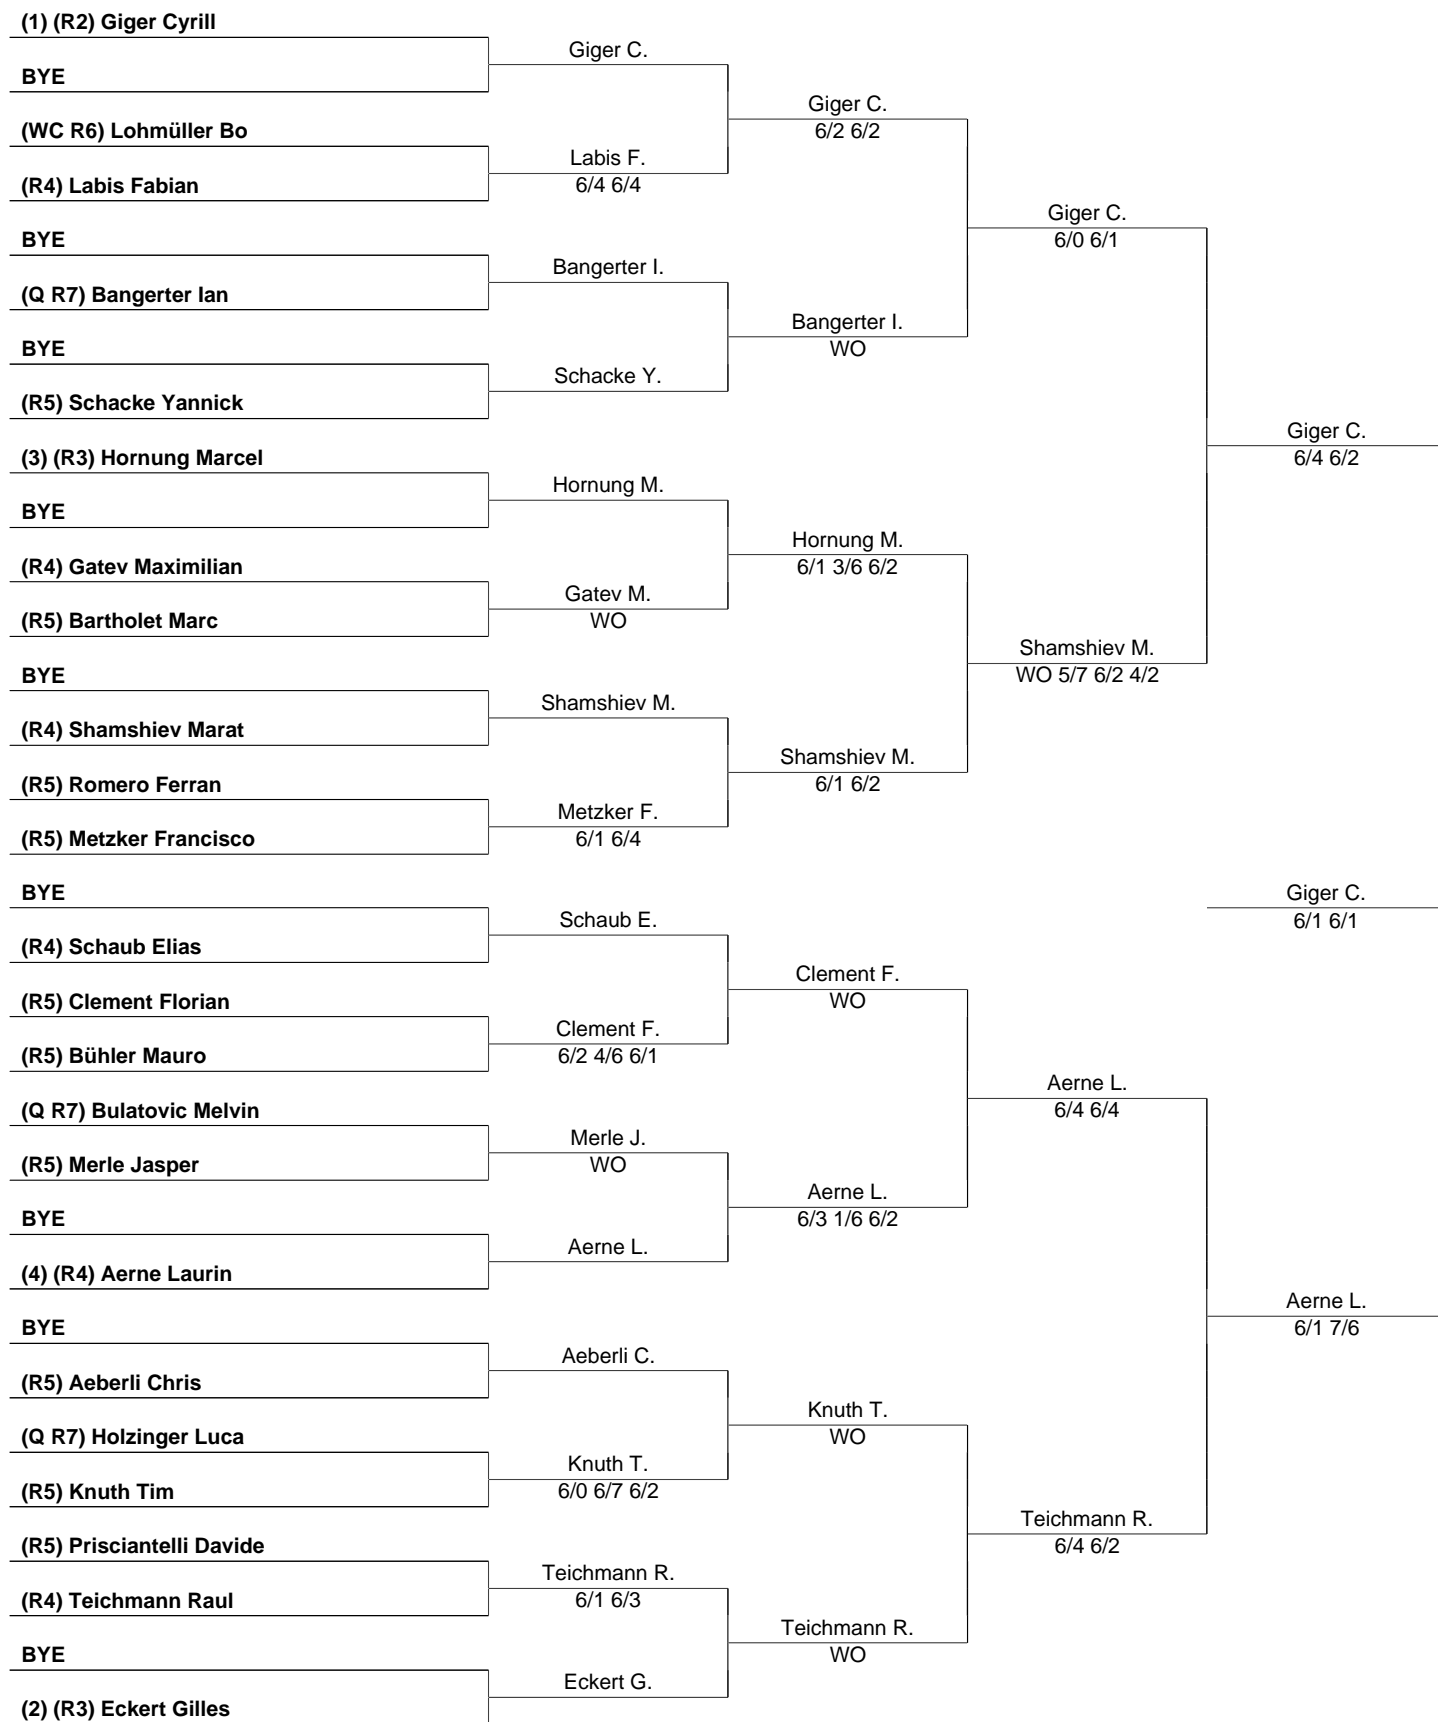 (1) (R2) Giger Cyrill
Giger C.
BYE
Giger C.
6/2 6/2
(WC R6) Lohmüller Bo
Labis F.
6/4 6/4
(R4) Labis Fabian
Giger C.
6/0 6/1
BYE
Bangerter I.
(Q R7) Bangerter Ian
Bangerter I.
WO
BYE
Schacke Y.
(R5) Schacke Yannick
Giger C.
6/4 6/2
(3) (R3) Hornung Marcel
Hornung M.
BYE
Hornung M.
6/1 3/6 6/2
(R4) Gatev Maximilian
Gatev M.
WO
(R5) Bartholet Marc
Shamshiev M.
WO 5/7 6/2 4/2
BYE
Shamshiev M.
(R4) Shamshiev Marat
Shamshiev M.
6/1 6/2
(R5) Romero Ferran
Metzker F.
6/1 6/4
(R5) Metzker Francisco
BYE
Giger C.
6/1 6/1
Schaub E.
(R4) Schaub Elias
Clement F.
WO
(R5) Clement Florian
Clement F.
6/2 4/6 6/1
(R5) Bühler Mauro
Aerne L.
6/4 6/4
(Q R7) Bulatovic Melvin
Merle J.
WO
(R5) Merle Jasper
Aerne L.
6/3 1/6 6/2
BYE
Aerne L.
(4) (R4) Aerne Laurin
Aerne L.
6/1 7/6
BYE
Aeberli C.
(R5) Aeberli Chris
Knuth T.
WO
(Q R7) Holzinger Luca
Knuth T.
6/0 6/7 6/2
(R5) Knuth Tim
Teichmann R.
6/4 6/2
(R5) Prisciantelli Davide
Teichmann R.
6/1 6/3
(R4) Teichmann Raul
Teichmann R.
WO
BYE
Eckert G.
(2) (R3) Eckert Gilles